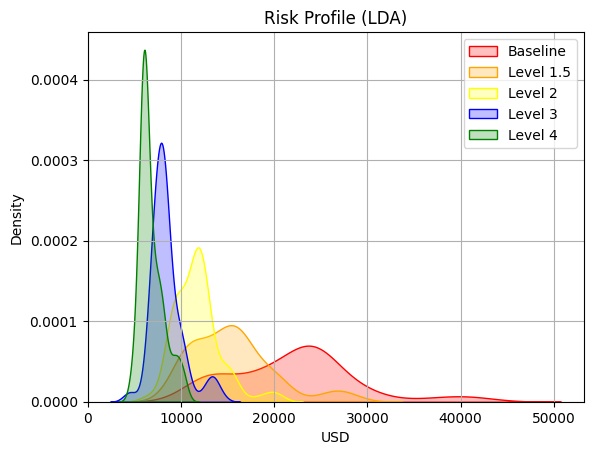 Risk Profile (LDA)
Baseline
Level 1.5
Level 2
Level 3
Level 4
0.0004
0.0003
0.0002
0.0001
0.0000
Density
0 10000 20000 30000 40000 50000
USD